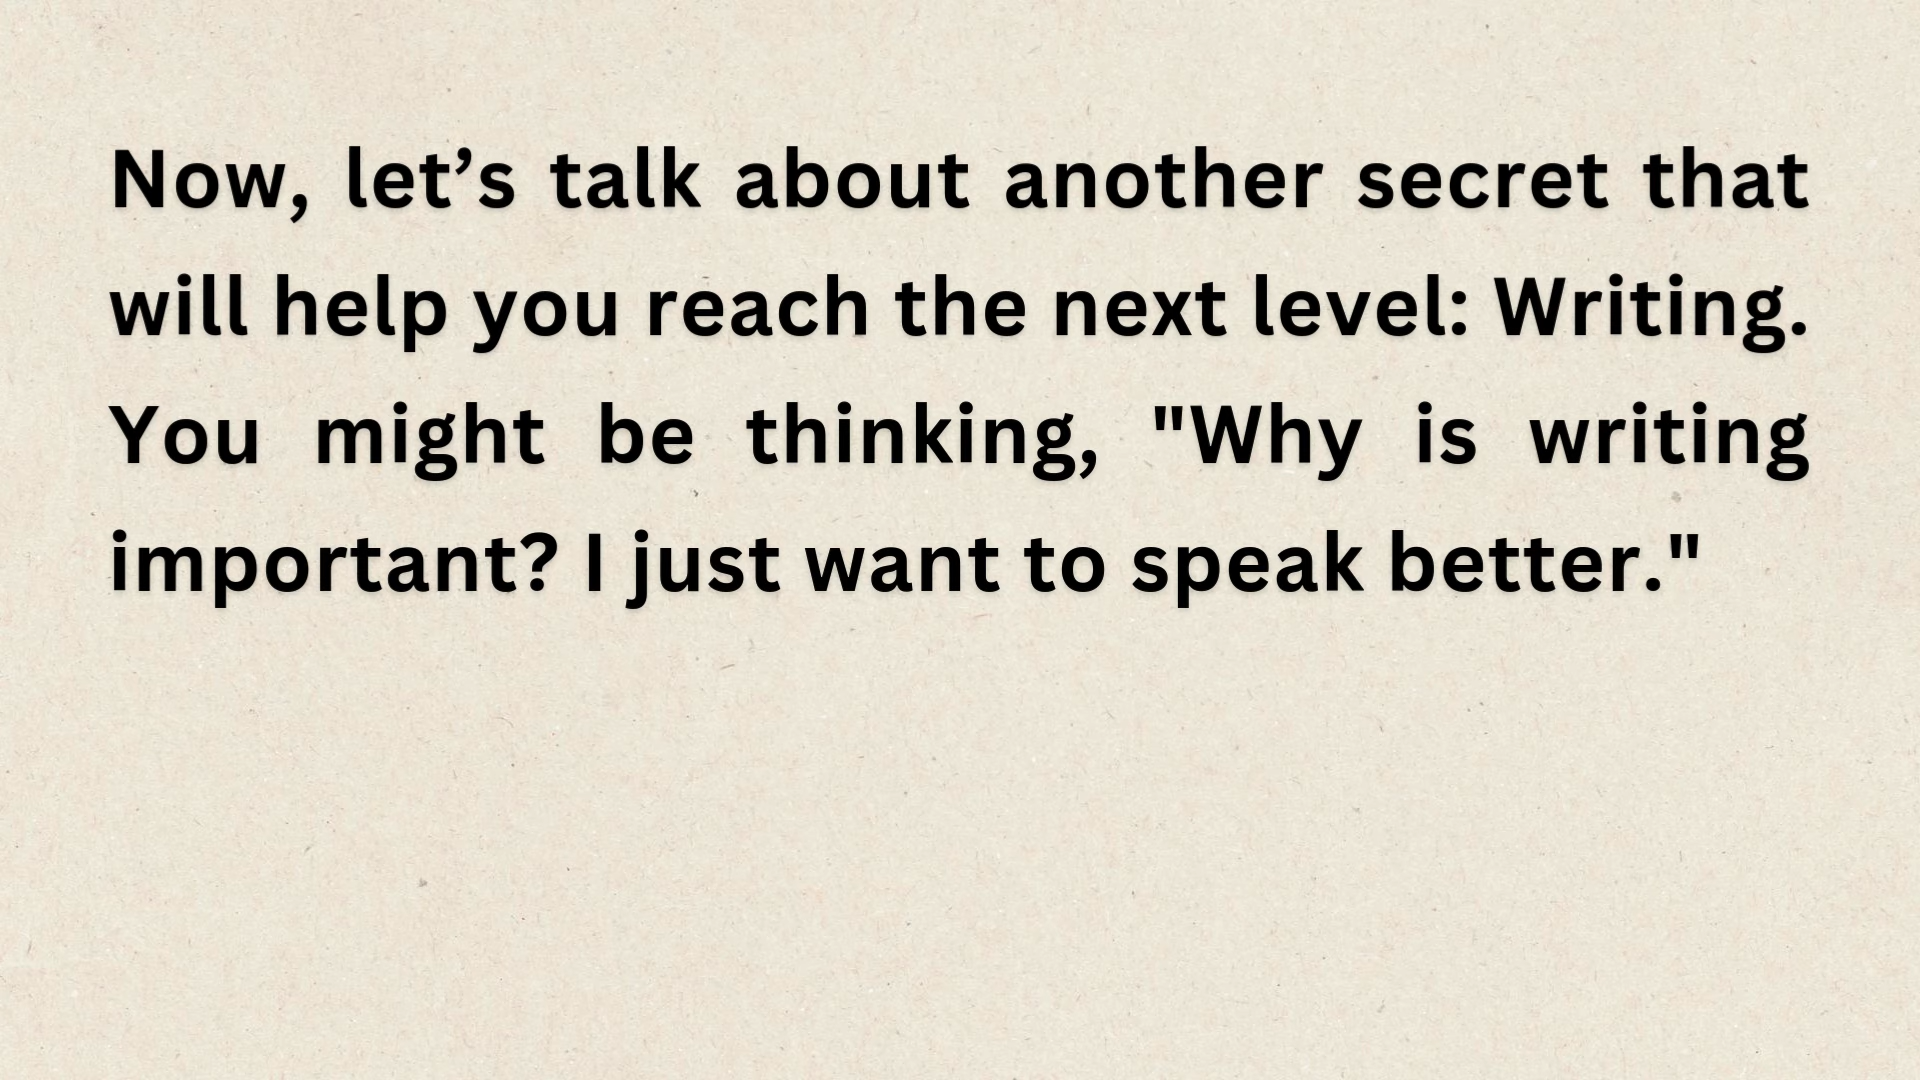 Now, let’s talk about another secret that
will help you reach the next level: Writing.
You might be thinking, "Why is writing
important? I just want to speak better."